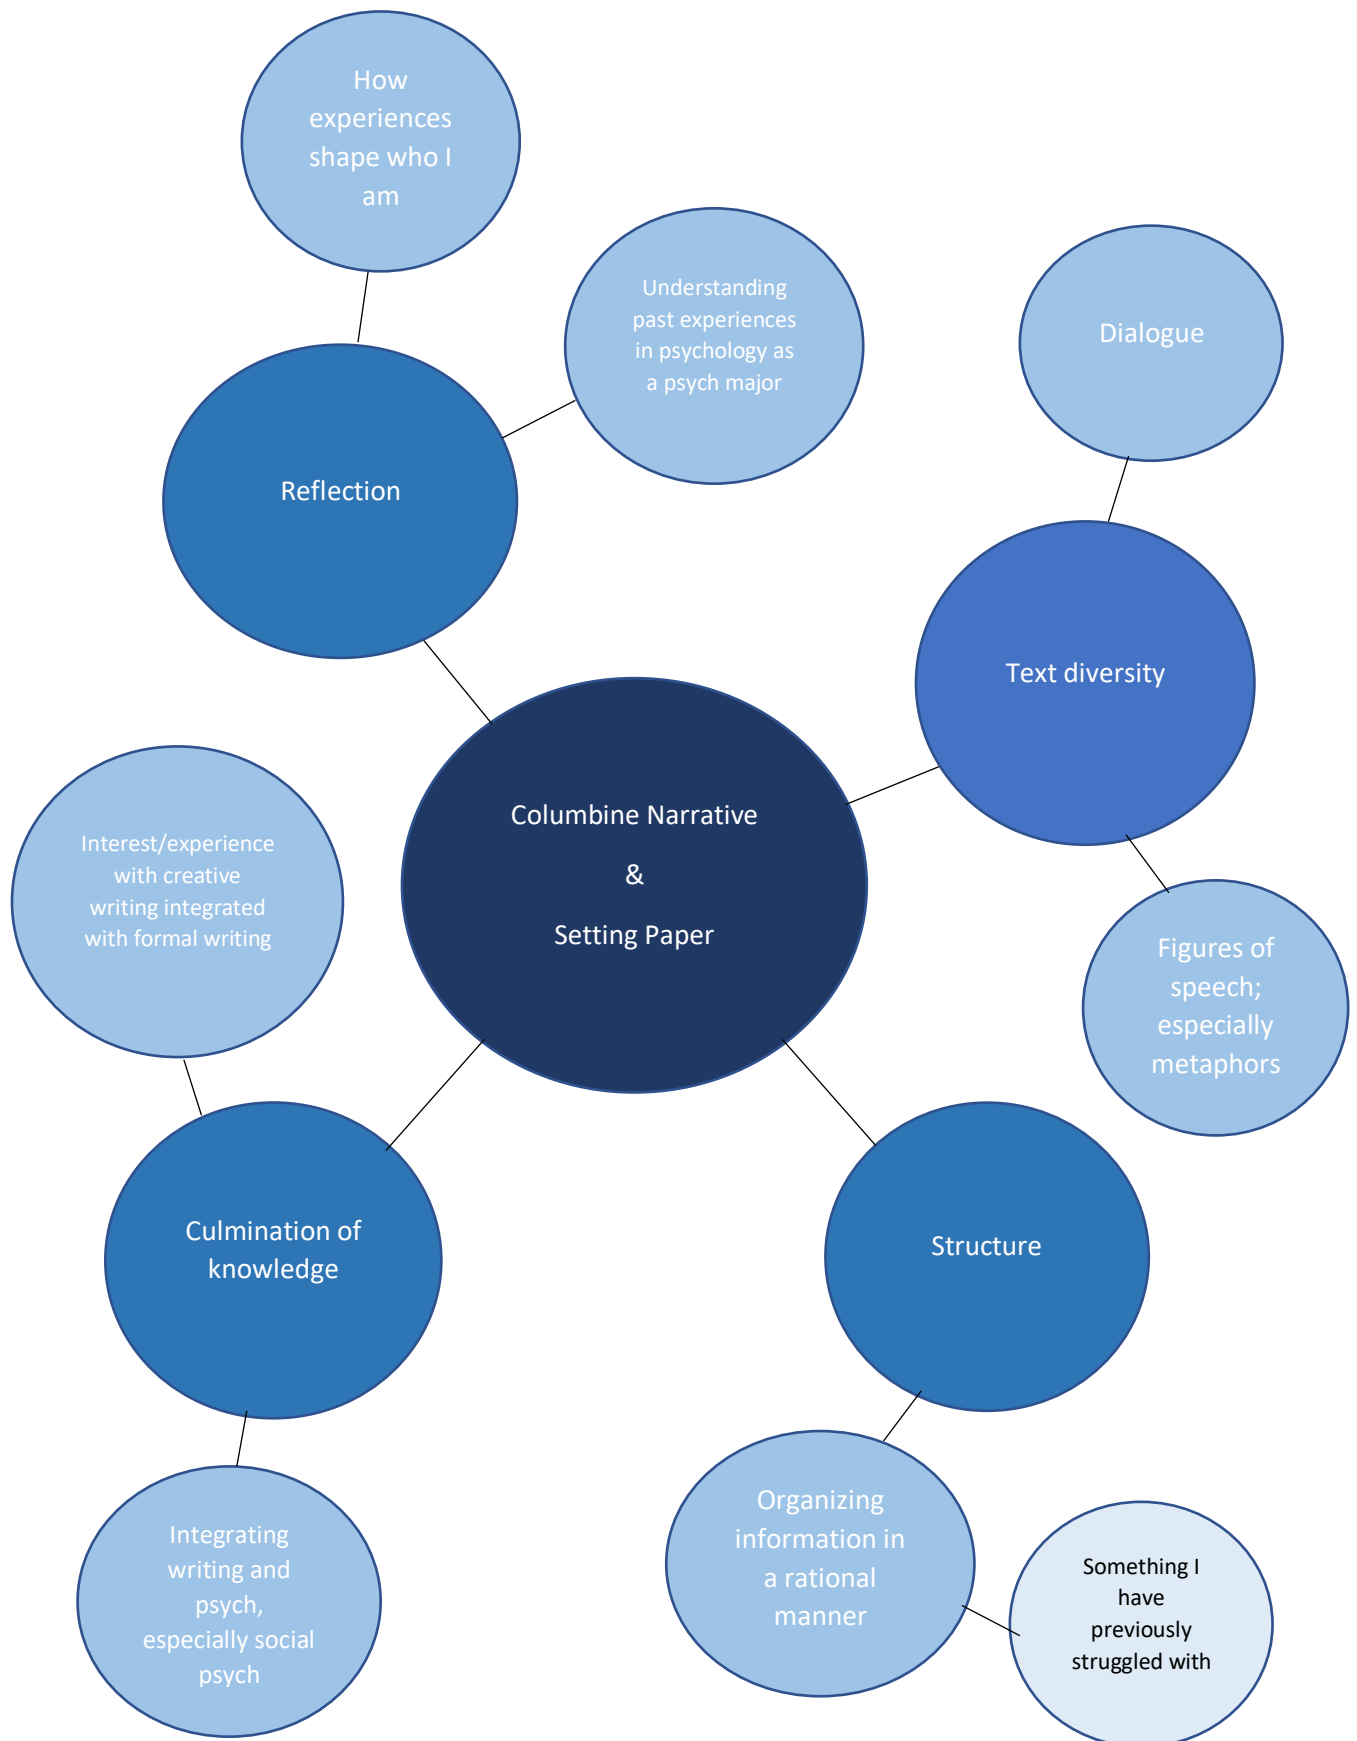 How
experiences
shape who I
am
Understanding
past experiences
in psychology as
a psych major
Dialogue
Reflection
Text diversity
Columbine Narrative
&
Setting Paper
Interest/experience
with creative
writing integrated
with formal writing
Figures of
speech;
especially
metaphors
Culmination of
knowledge
Structure
Organizing
information in
a rational
manner
Something I
have
previously
struggled with
Integrating
writing and
psych,
especially social
psych